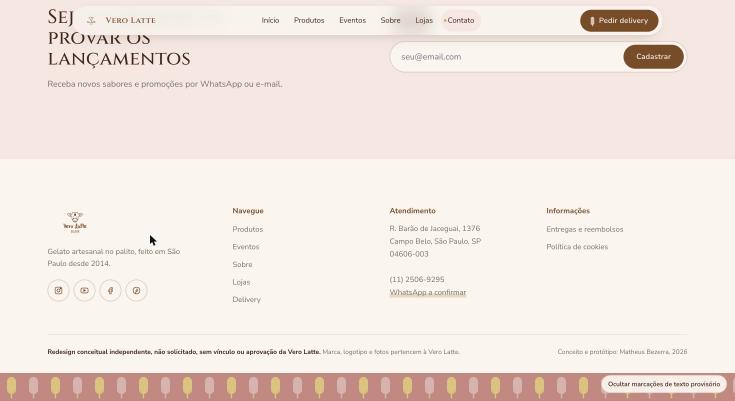 SEJ
PROVAR OS
LANÇAMENTOS
Receba novos sabores e promoções por WhatsApp ou e-mail.
VERO LATTE
Início
Produtos
Eventos
Sobre
Lojas
Contato
Pedir delivery
seu@email.com
Cadastrar
Vero Latte
Gelato artesanal no palito, feito em São
Paulo desde 2014.
Navegue
Produtos
Eventos
Sobre
Lojas
Delivery
Atendimento
R. Barão de Jaceguai, 1376
Campo Belo, São Paulo, SP
04606-003
(11) 2506-9295
WhatsApp a confirmar
Informações
Entregas e reembolsos
Política de cookies
Redesign conceitual independente, não solicitado, sem vínculo ou aprovação da Vero Latte. Marca, logotipo e fotos pertencem à Vero Latte.
Conceito e protótipo: Matheus Bezerra, 2026
Ocultar marcações de texto provisório